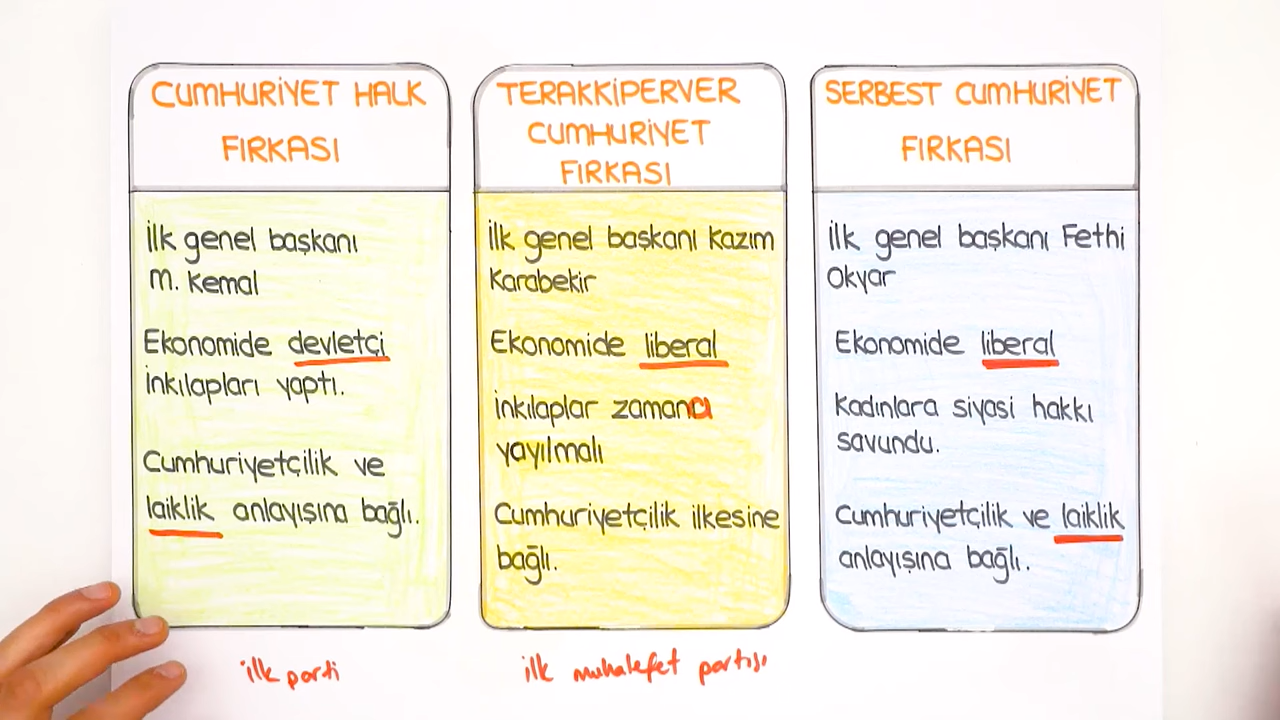 CUMHURİYET HALK
FIRKASI
İlk genel başkanı
M. Kemal
Ekonomide devletçi
İnkılapları yaptı.
Cumhuriyetçilik ve
laiklik anlayışına bağlı.
ilk parti
TERAKKİPERVER
CUMHURİYET
FIRKASI
İlk genel başkanı Kazım
Karabekir
Ekonomide liberal
İnkılaplar zamanla
yayılmalı
Cumhuriyetçilik ilkesine
bağlı.
ilk muhalefet partisi
SERBEST CUMHURİYET
FIRKASI
İlk genel başkanı Fethi
Okyar
Ekonomide liberal
Kadınlara siyasi hakkı
savundu.
Cumhuriyetçilik ve laiklik
anlayışına bağlı.